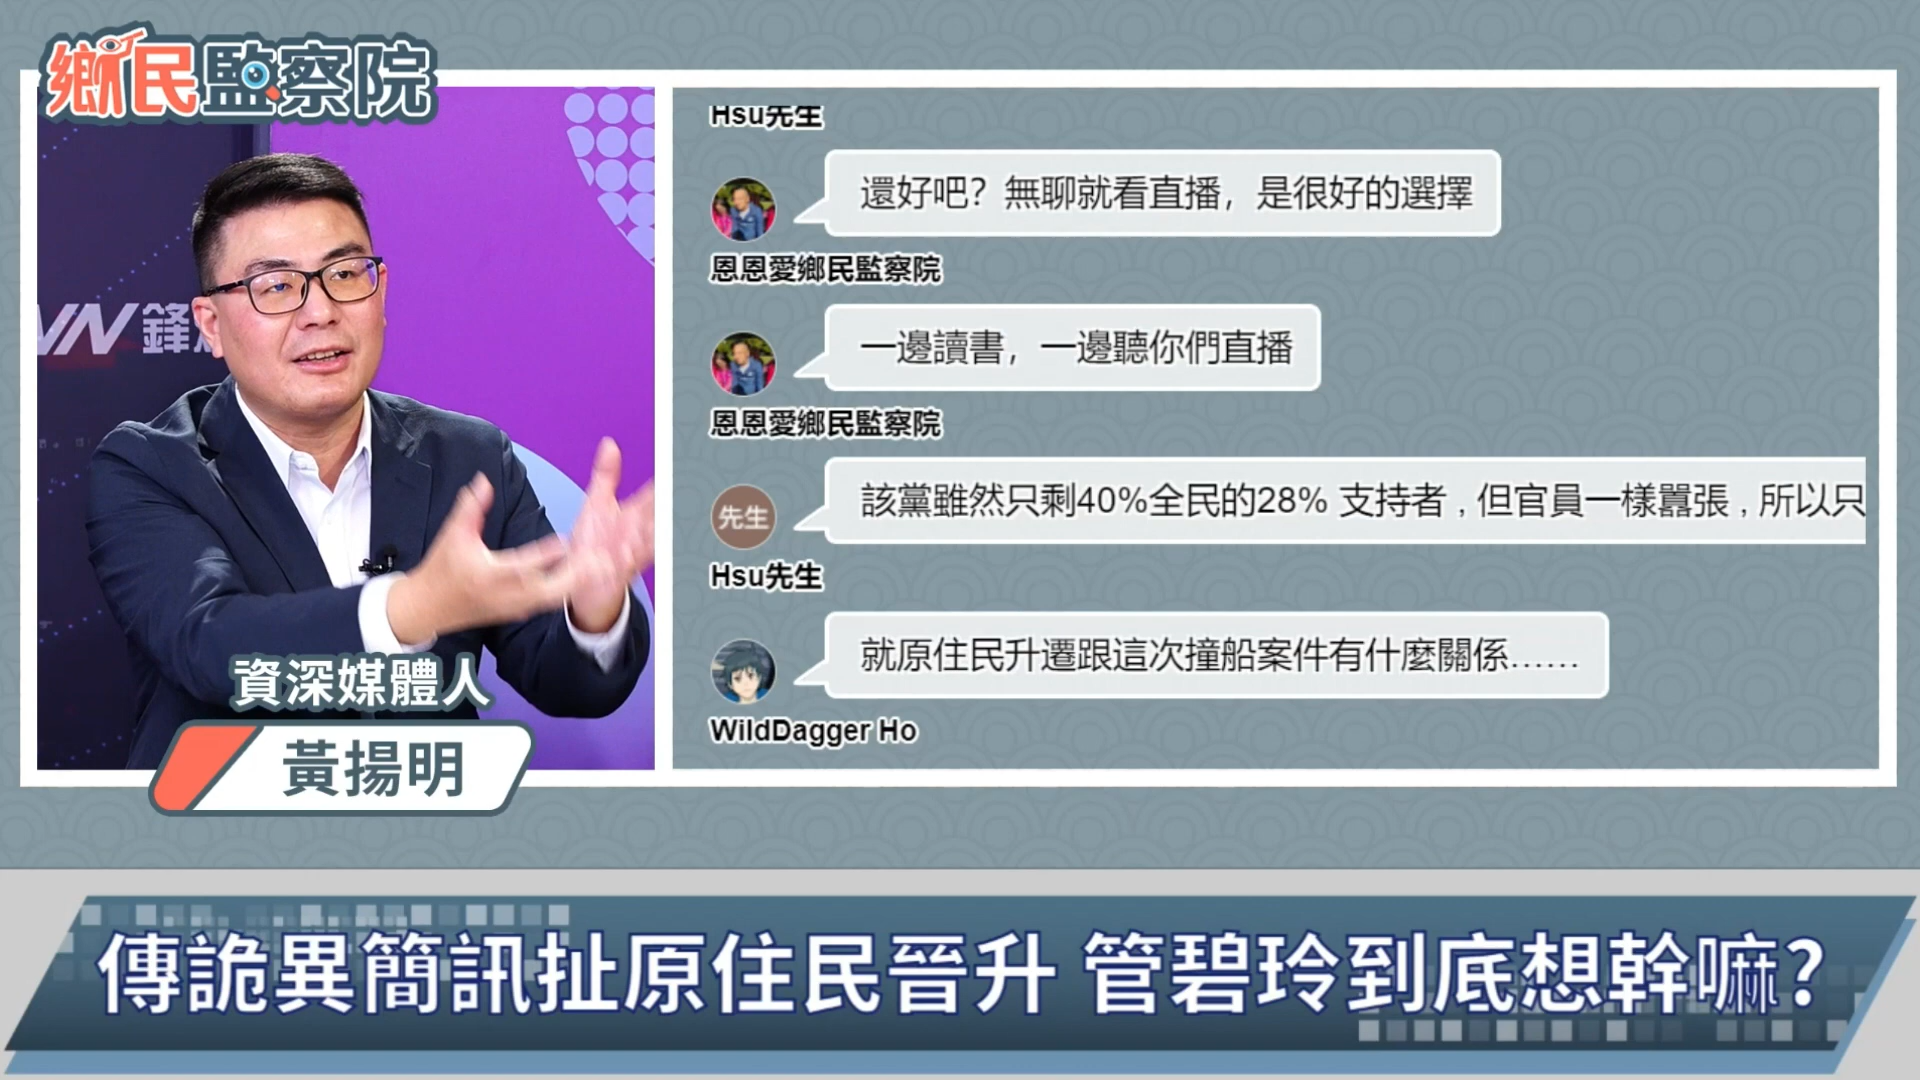 鄉民監察院
NN 鋒
資深媒體人
黃揚明
Hsu先生
還好吧？無聊就看直播，是很好的選擇
恩恩愛鄉民監察院
一邊讀書，一邊聽你們直播
恩恩愛鄉民監察院
先生
該黨雖然只剩40%全民的28% 支持者，但官員一樣囂張，所以只
Hsu先生
就原住民升遷跟這次撞船案件有什麼關係……
WildDagger Ho
傳詭異簡訊扯原住民晉升 管碧玲到底想幹嘛？